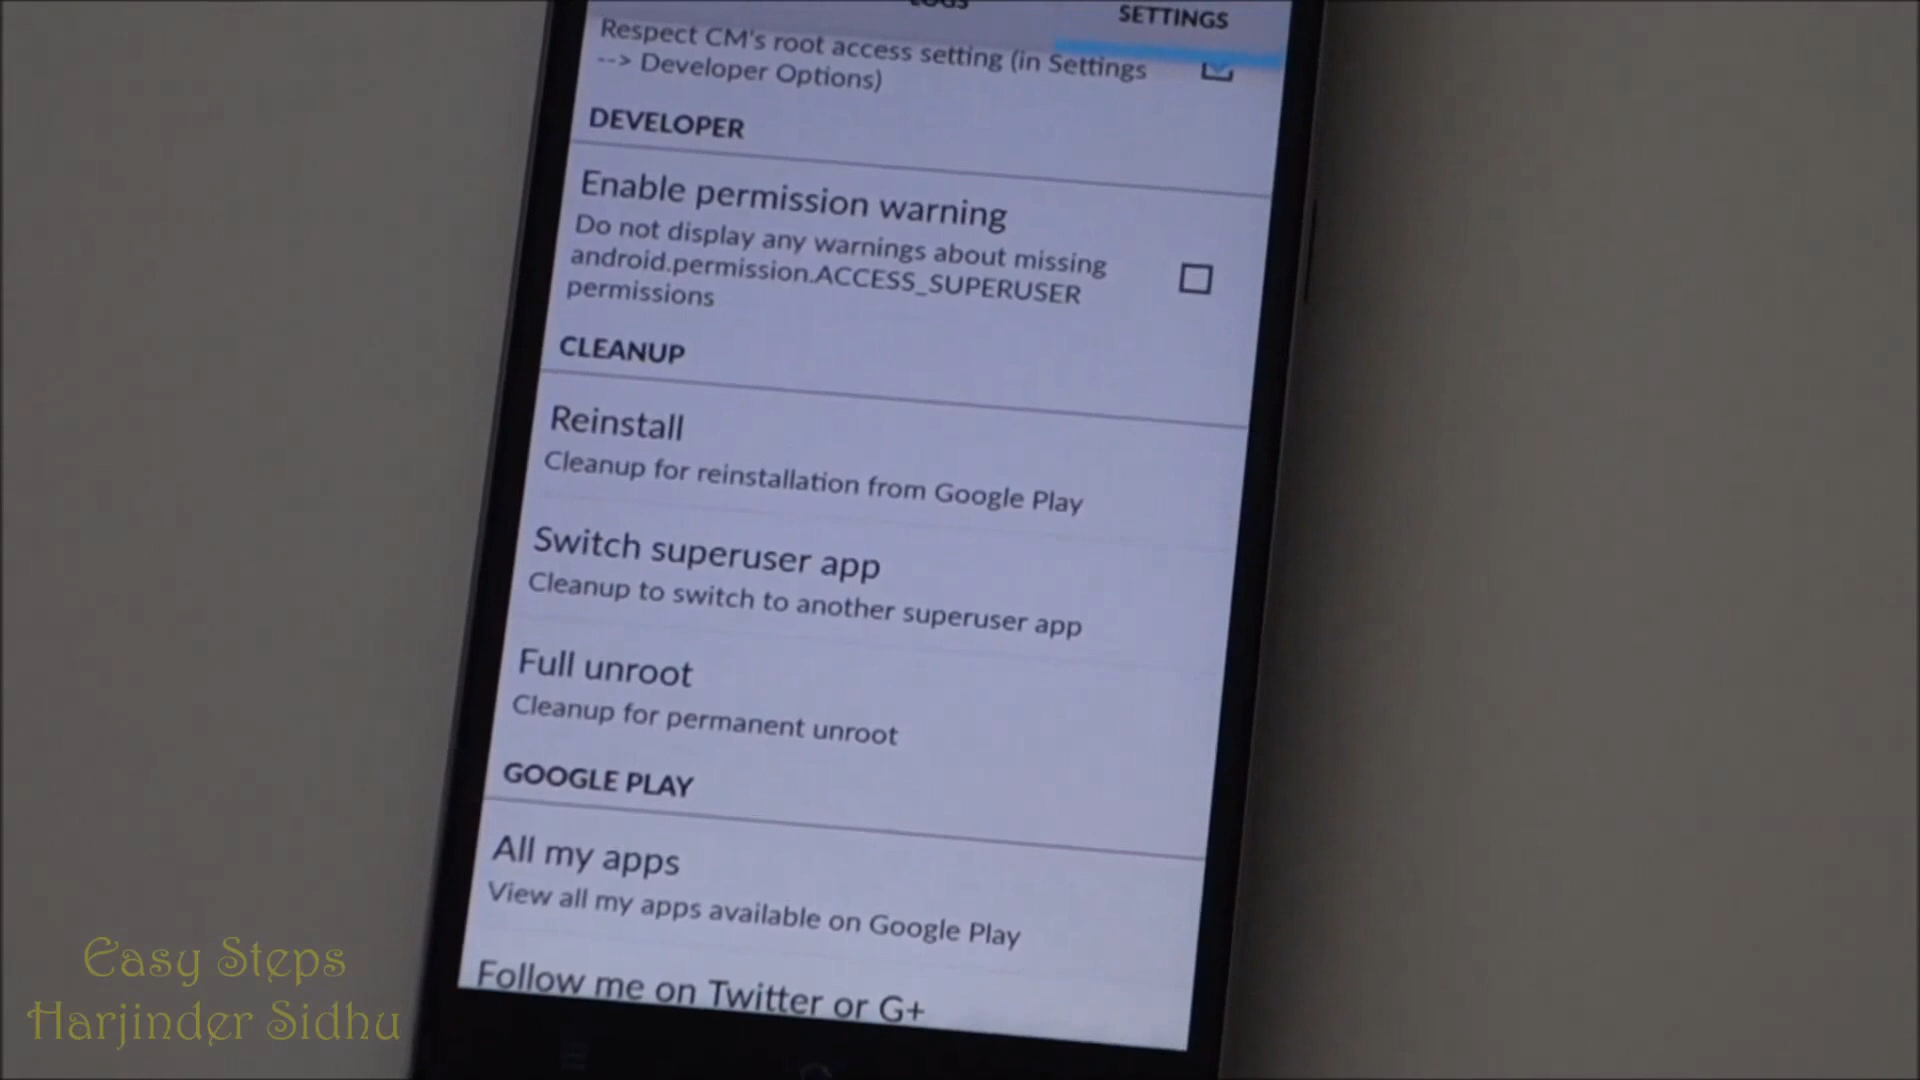 LOGS
SETTINGS
Respect CM's root access setting (in Settings
--> Developer Options)
DEVELOPER
Enable permission warning
Do not display any warnings about missing
android.permission.ACCESS_SUPERUSER
permissions
CLEANUP
Reinstall
Cleanup for reinstallation from Google Play
Switch superuser app
Cleanup to switch to another superuser app
Full unroot
Cleanup for permanent unroot
GOOGLE PLAY
All my apps
View all my apps available on Google Play
Follow me on Twitter or G+
Easy Steps
Harjinder Sidhu